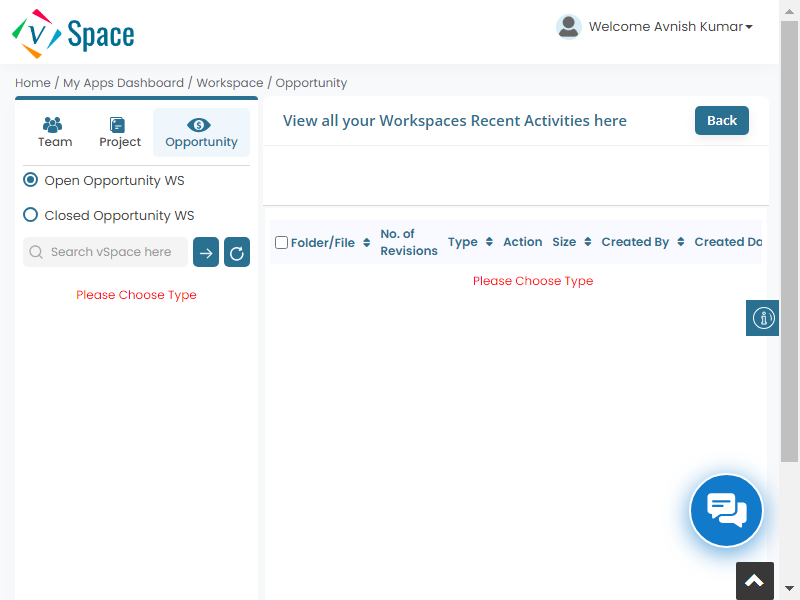 V Space
Welcome Avnish Kumar
Home / My Apps Dashboard / Workspace / Opportunity
Team
Project
Opportunity
View all your Workspaces Recent Activities here
Back
Open Opportunity WS
Closed Opportunity WS
Search vSpace here
Please Choose Type
Folder/File
No. of
Revisions
Type
Action
Size
Created By
Created Da
Please Choose Type